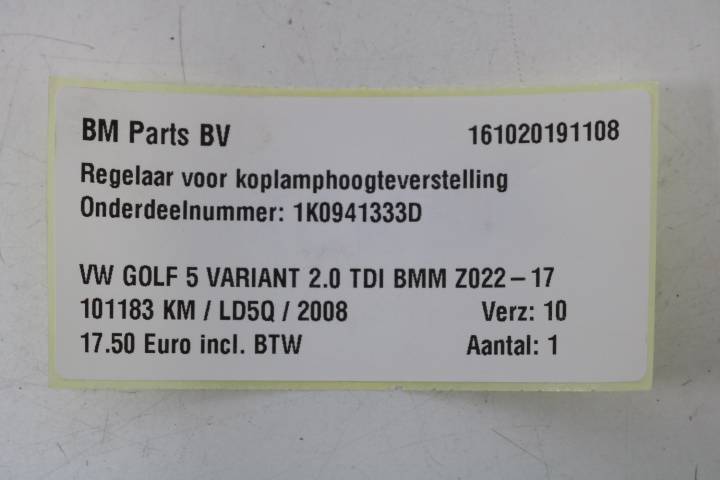 BM Parts BV 161020191108
Regelaar voor koplamphoogteverstelling
Onderdeelnummer: 1K0941333D
VW GOLF 5 VARIANT 2.0 TDI BMM Z022-17
101183 KM / LD5Q / 2008 Verz: 10
17.50 Euro incl. BTW Aantal: 1